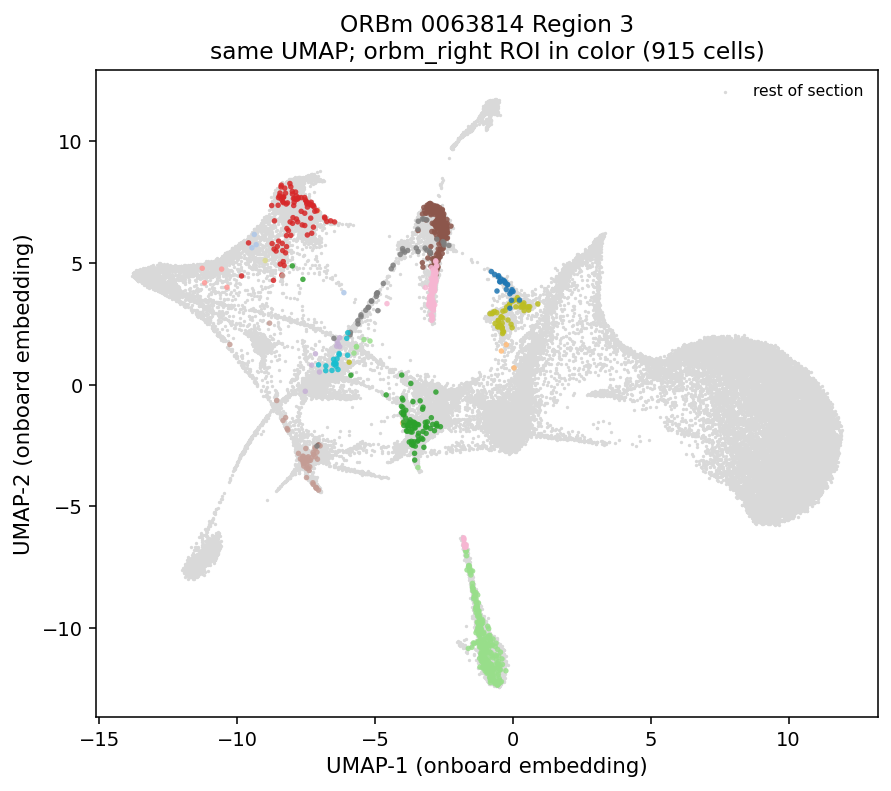 ORBm 0063814 Region 3
same UMAP; orbm_right ROI in color (915 cells)
rest of section
10
5
0
−5
−10
UMAP-2 (onboard embedding)
−15
−10
−5
0
5
10
UMAP-1 (onboard embedding)